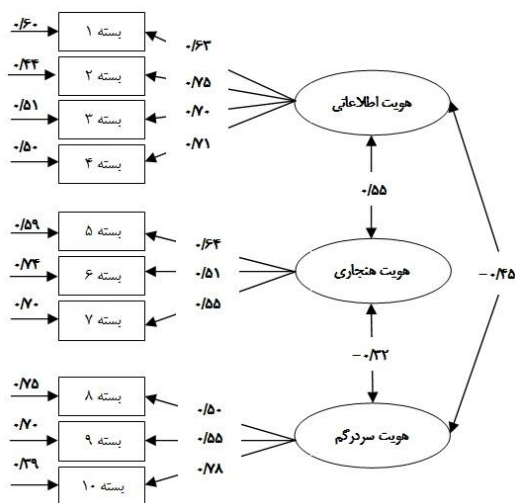 ۰/۶۰
بسته ۱
۰/۶۳
۰/۴۴
بسته ۲
۰/۷۵
هویت اطلاعاتی
۰/۵۱
بسته ۳
۰/۷۰
۰/۵۰
بسته ۴
۰/۷۱
۰/۵۵
۰/۵۹
بسته ۵
۰/۶۴
۰/۷۴
بسته ۶
۰/۵۱
هویت هنجاری
-۰/۴۵
۰/۷۰
بسته ۷
۰/۵۵
-۰/۳۲
۰/۷۵
بسته ۸
۰/۵۰
۰/۷۰
بسته ۹
۰/۵۵
هویت سردرگم
۰/۳۹
بسته ۱۰
۰/۷۸